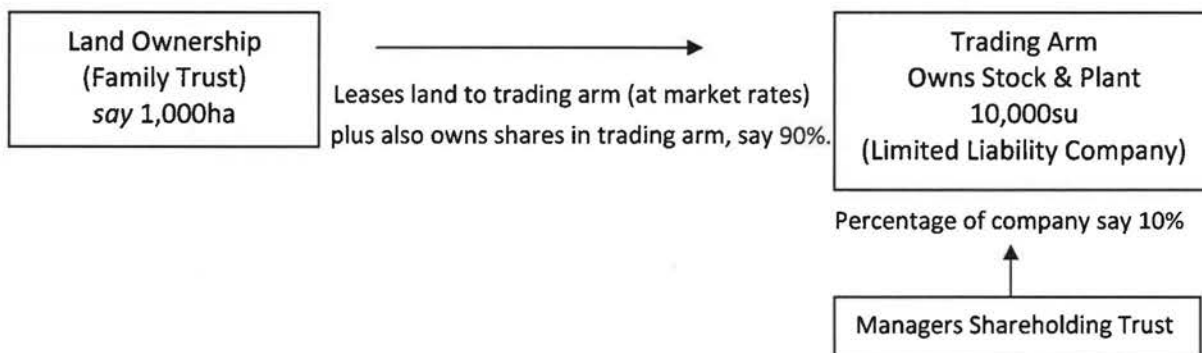 Land Ownership
(Family Trust)
say 1,000ha
Leases land to trading arm (at market rates)
plus also owns shares in trading arm, say 90%.
Trading Arm
Owns Stock & Plant
10,000su
(Limited Liability Company)
Percentage of company say 10%
Managers Shareholding Trust